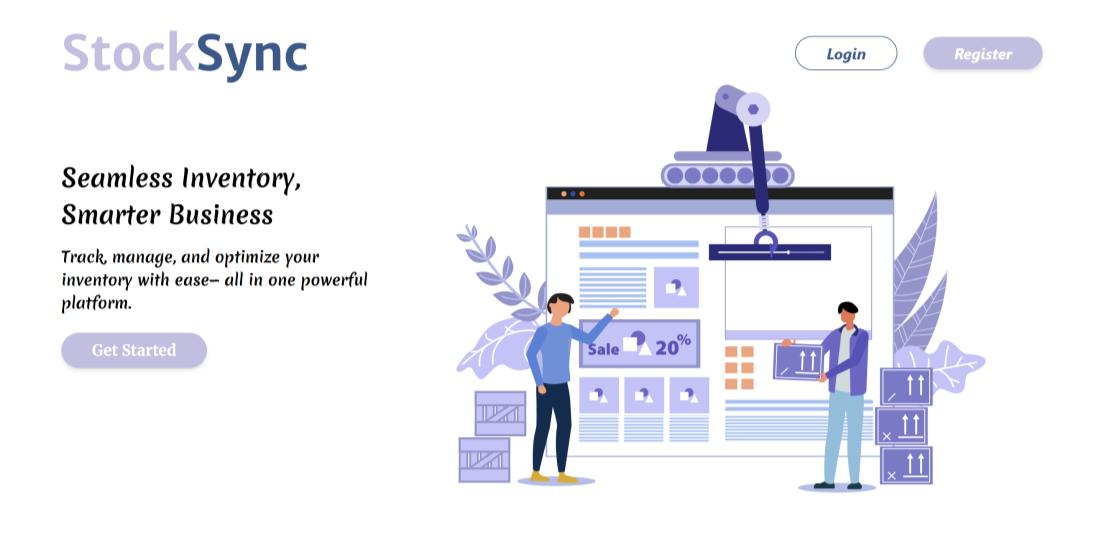 StockSync
Login
Register
Seamless Inventory,
Smarter Business
Track, manage, and optimize your
inventory with ease– all in one powerful
platform.
Get Started
Sale 20%